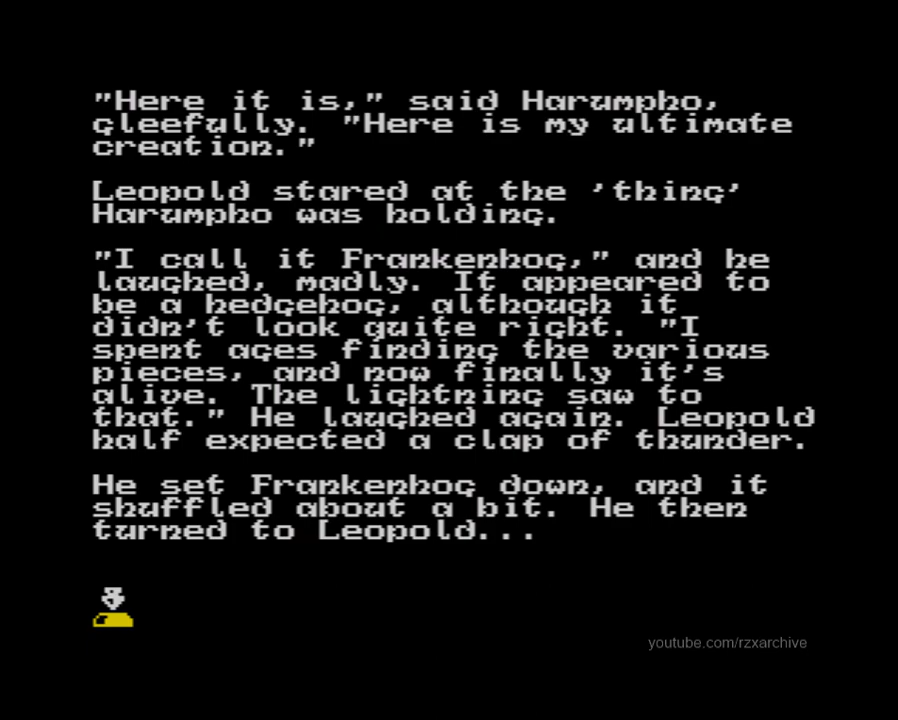 "Here it is," said Harumpho,
gleefully. "Here is my ultimate
creation."
Leopold stared at the 'thing'
Harumpho was holding.
"I call it Frankenhog," and he
laughed, madly. It appeared to
be a hedgehog, although it
didn't look quite right. "I
spent ages finding the various
pieces, and now finally it's
alive. The lightning saw to
that." He laughed again. Leopold
half expected a clap of thunder.
He set Frankenhog down, and it
shuffled about a bit. He then
turned to Leopold...
youtube.com/rzxarchive